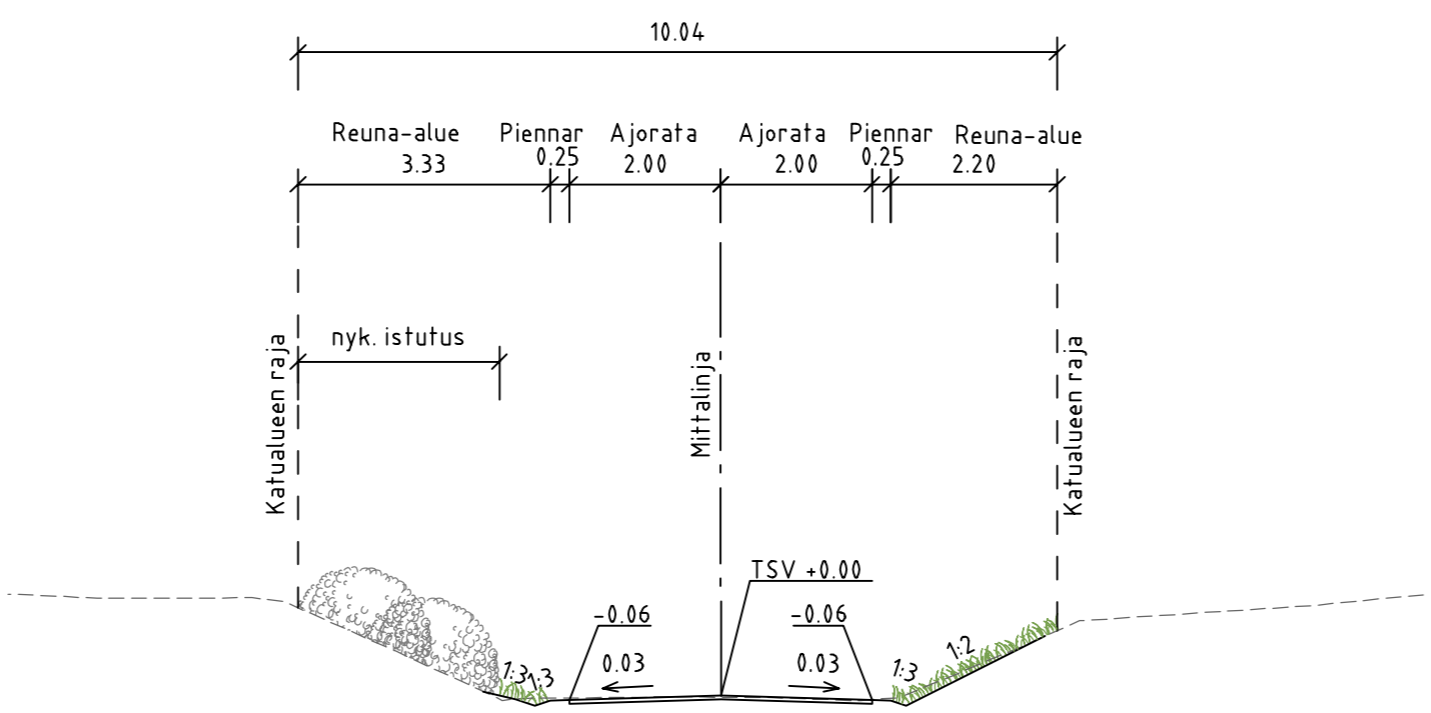 10.04
Reuna-alue Piennar Ajorata Ajorata Piennar Reuna-alue
3.33 0.25 2.00 2.00 0.25 2.20
nyk. istutus
Katualueen raja
Mittalinja
Katualueen raja
TSV +0.00
-0.06 -0.06
1:3 1:3 0.03 0.03 1:3 1:2